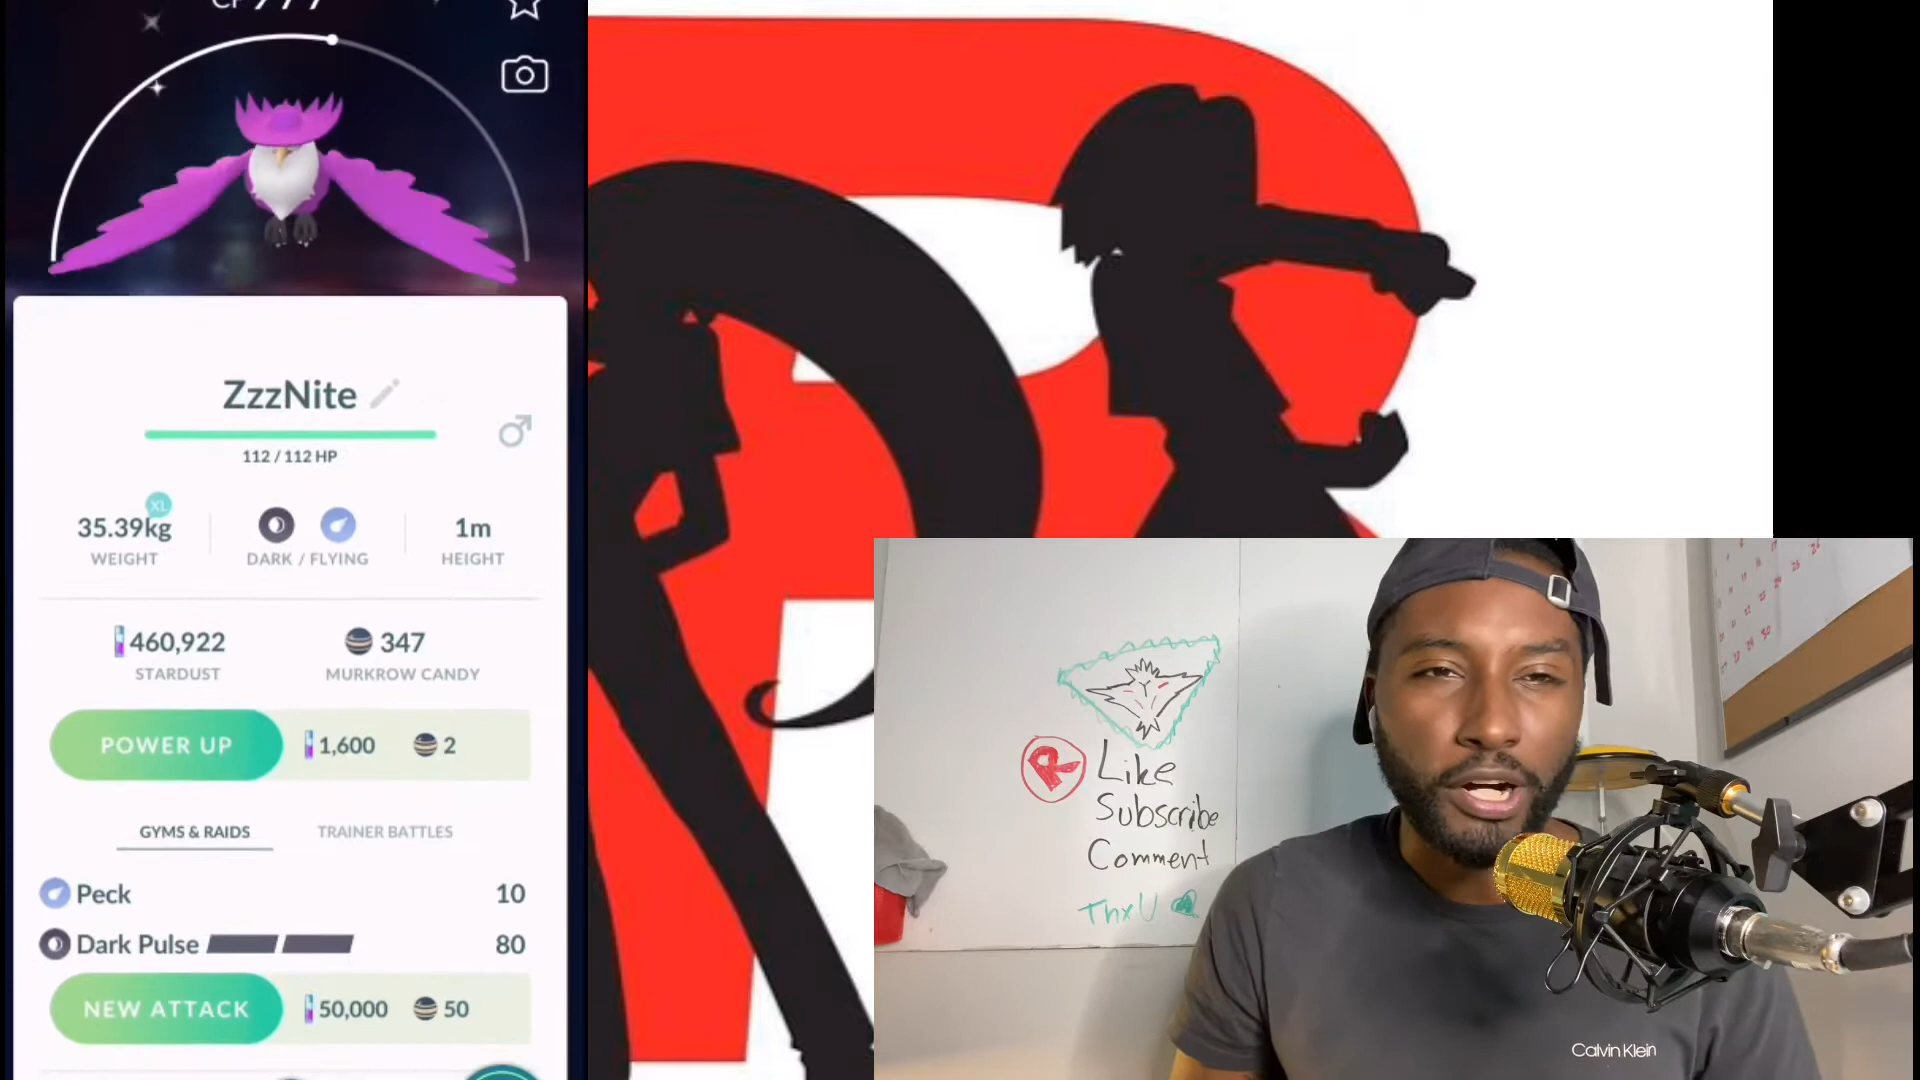 CP 777
ZzzNite
112 / 112 HP
XL
35.39kg
WEIGHT
DARK / FLYING
1m
HEIGHT
460,922
STARDUST
347
MURKROW CANDY
POWER UP
1,600
2
GYMS & RAIDS
TRAINER BATTLES
Peck
10
Dark Pulse
80
NEW ATTACK
50,000
50
R
Like
Subscribe
Comment
Thx U
Calvin Klein